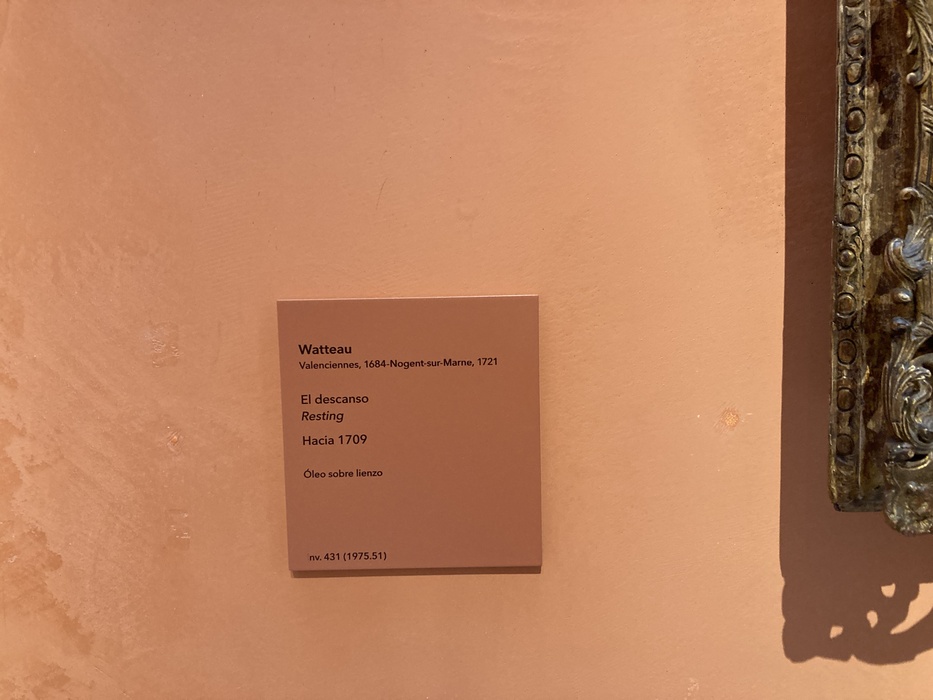 Watteau
Valenciennes, 1684-Nogent-sur-Marne, 1721
El descanso
Resting
Hacia 1709
Óleo sobre lienzo
nv. 431 (1975.51)